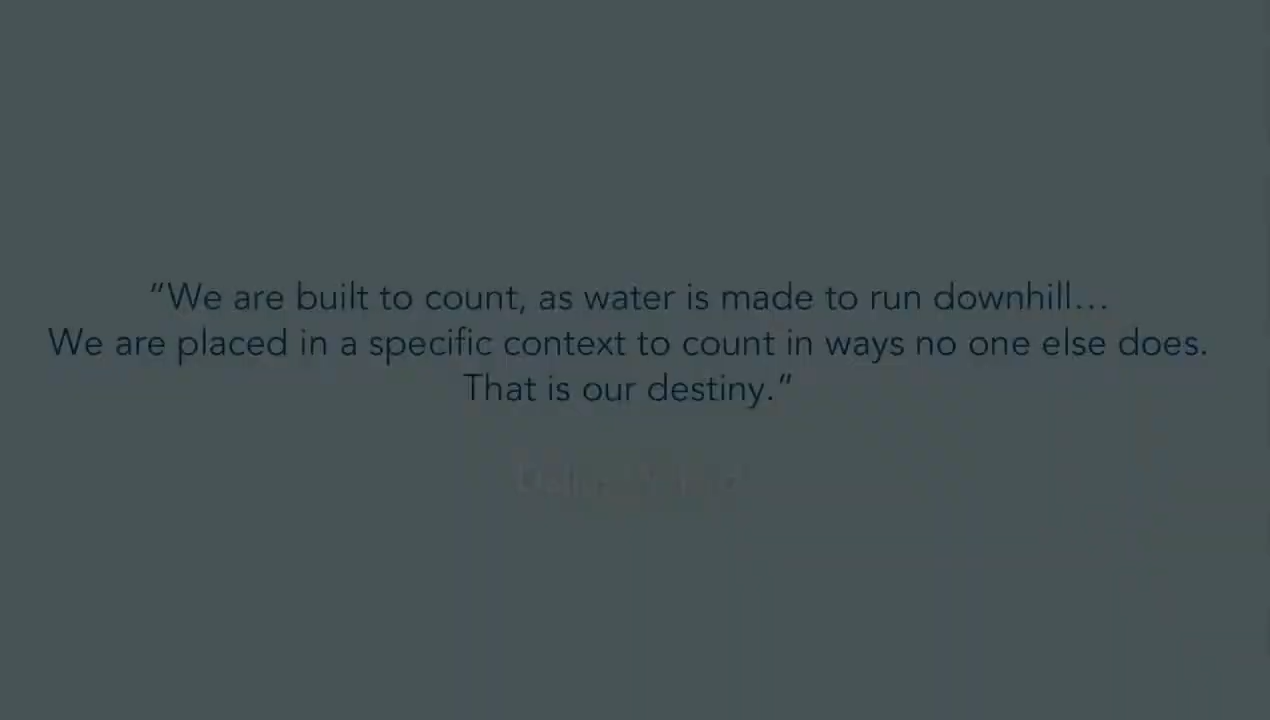 “We are built to count, as water is made to run downhill…
We are placed in a specific context to count in ways no one else does.
That is our destiny.”